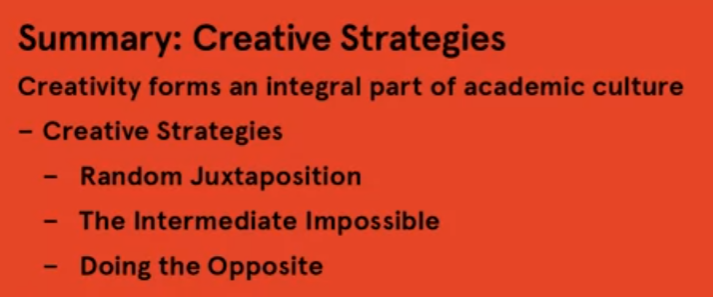 Summary: Creative Strategies
Creativity forms an integral part of academic culture
– Creative Strategies
– Random Juxtaposition
– The Intermediate Impossible
– Doing the Opposite